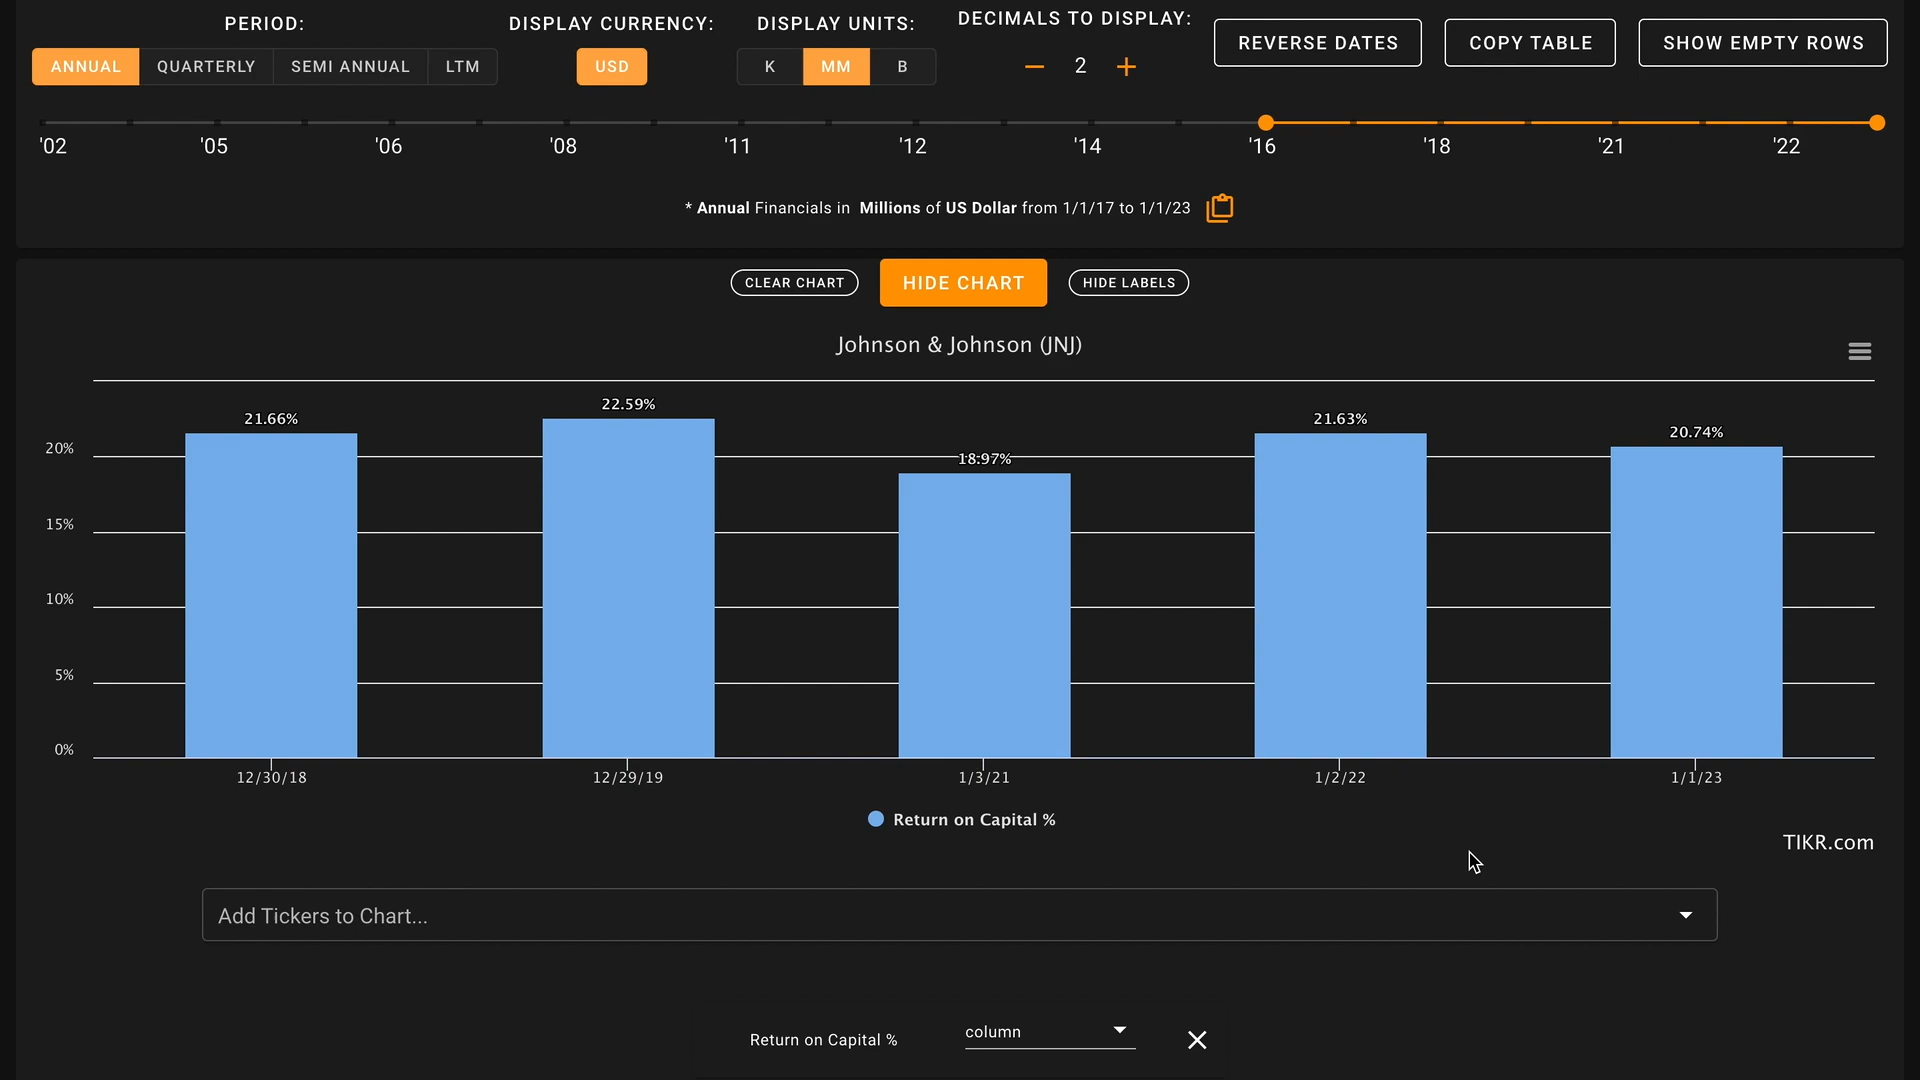 PERIOD:
DISPLAY CURRENCY:
DISPLAY UNITS:
DECIMALS TO DISPLAY:
ANNUAL QUARTERLY SEMI ANNUAL LTM
USD
K MM B
2
REVERSE DATES
COPY TABLE
SHOW EMPTY ROWS
'02 '05 '06 '08 '11 '12 '14 '16 '18 '21 '22
* Annual Financials in Millions of US Dollar from 1/1/17 to 1/1/23
CLEAR CHART
HIDE CHART
HIDE LABELS
Johnson & Johnson (JNJ)
21.66% 22.59% 18.97% 21.63% 20.74%
20%
15%
10%
5%
0%
12/30/18 12/29/19 1/3/21 1/2/22 1/1/23
Return on Capital %
TIKR.com
Add Tickers to Chart...
Return on Capital % column